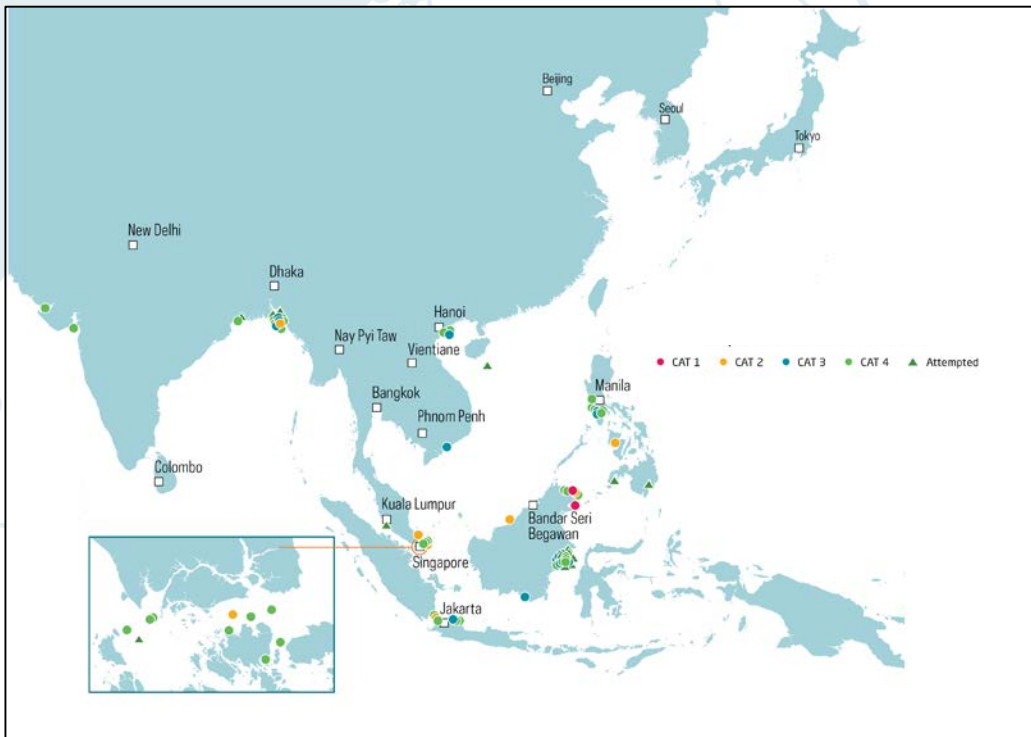 Beijing
Seoul
Tokyo
New Delhi
Dhaka
Hanoi
Nay Pyi Taw
Vientiane
CAT 1 CAT 2 CAT 3 CAT 4 Attempted
Manila
Bangkok
Phnom Penh
Colombo
Kuala Lumpur
Bandar Seri
Begawan
Singapore
Jakarta